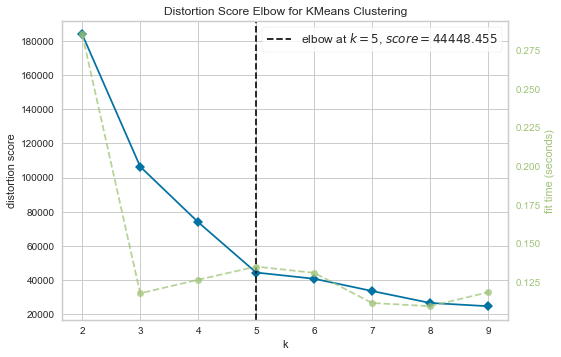 Distortion Score Elbow for KMeans Clustering
elbow at k = 5, score = 44448.455
distortion score
180000
160000
140000
120000
100000
80000
60000
40000
20000
0.275
0.250
0.225
0.200
0.175
0.150
0.125
fit time (seconds)
2 3 4 5 6 7 8 9
k